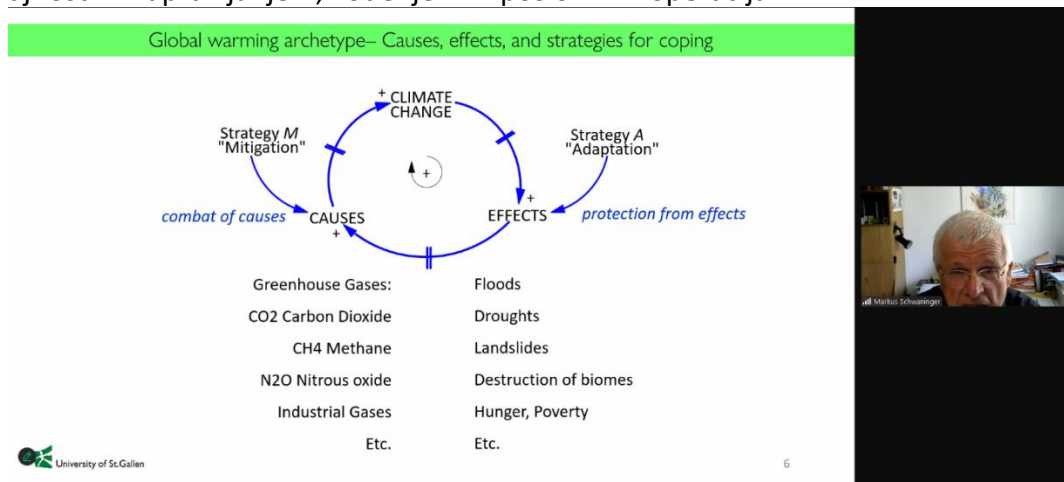 Global warming archetype– Causes, effects, and strategies for coping
+ CLIMATE
CHANGE
Strategy M
"Mitigation"
Strategy A
"Adaptation"
+
+
combat of causes
CAUSES
+
EFFECTS
protection from effects
Greenhouse Gases:
Floods
CO2 Carbon Dioxide
Droughts
CH4 Methane
Landslides
N2O Nitrous oxide
Destruction of biomes
Industrial Gases
Hunger, Poverty
Etc.
Etc.
University of St.Gallen
6
Markus Schwaninger